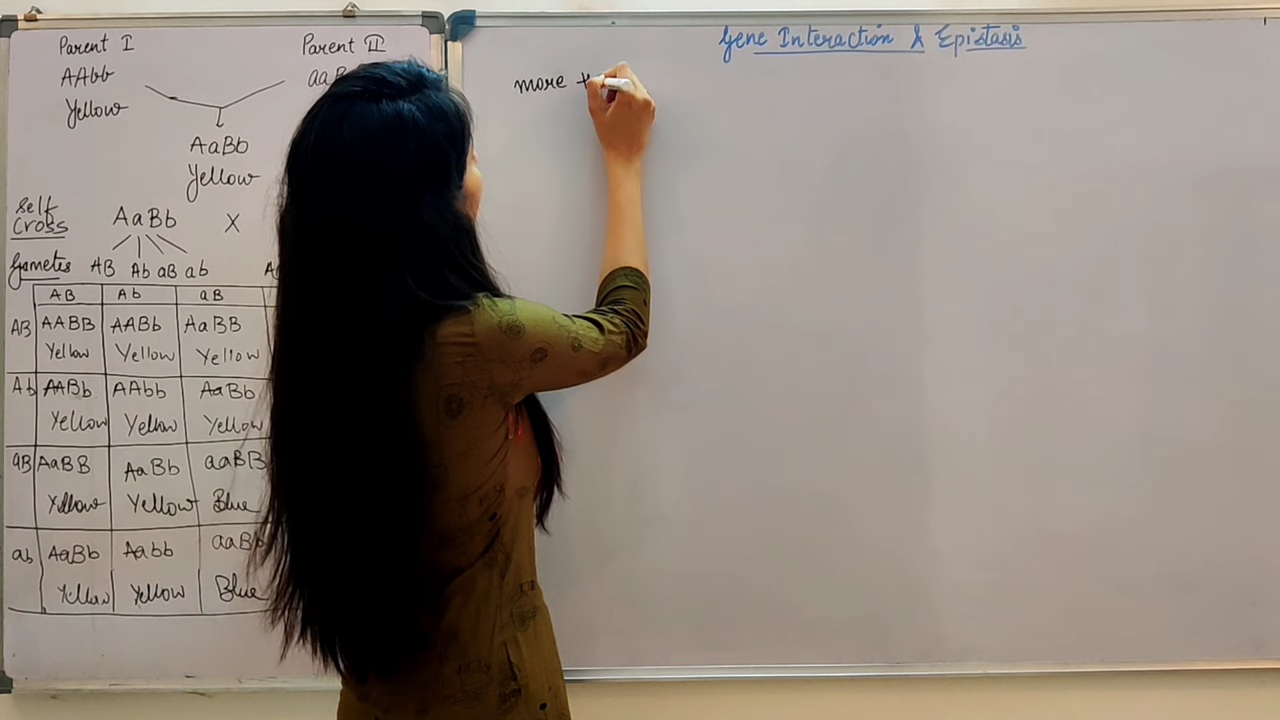 Parent I
Parent II
AAbb
aaB
Yellow
AaBb
Yellow
Self
Cross
AaBb
X
Gametes
AB Ab aB ab
A
AB Ab aB
AB AABB AABb AaBB
Yellow Yellow Yellow
Ab AABb AAbb AaBb
Yellow Yellow Yellow
aB AaBB AaBb aaBB
Yellow Yellow Blue
ab AaBb Aabb aaBb
Yellow Yellow Blue
Gene Interaction & Epistasis
more